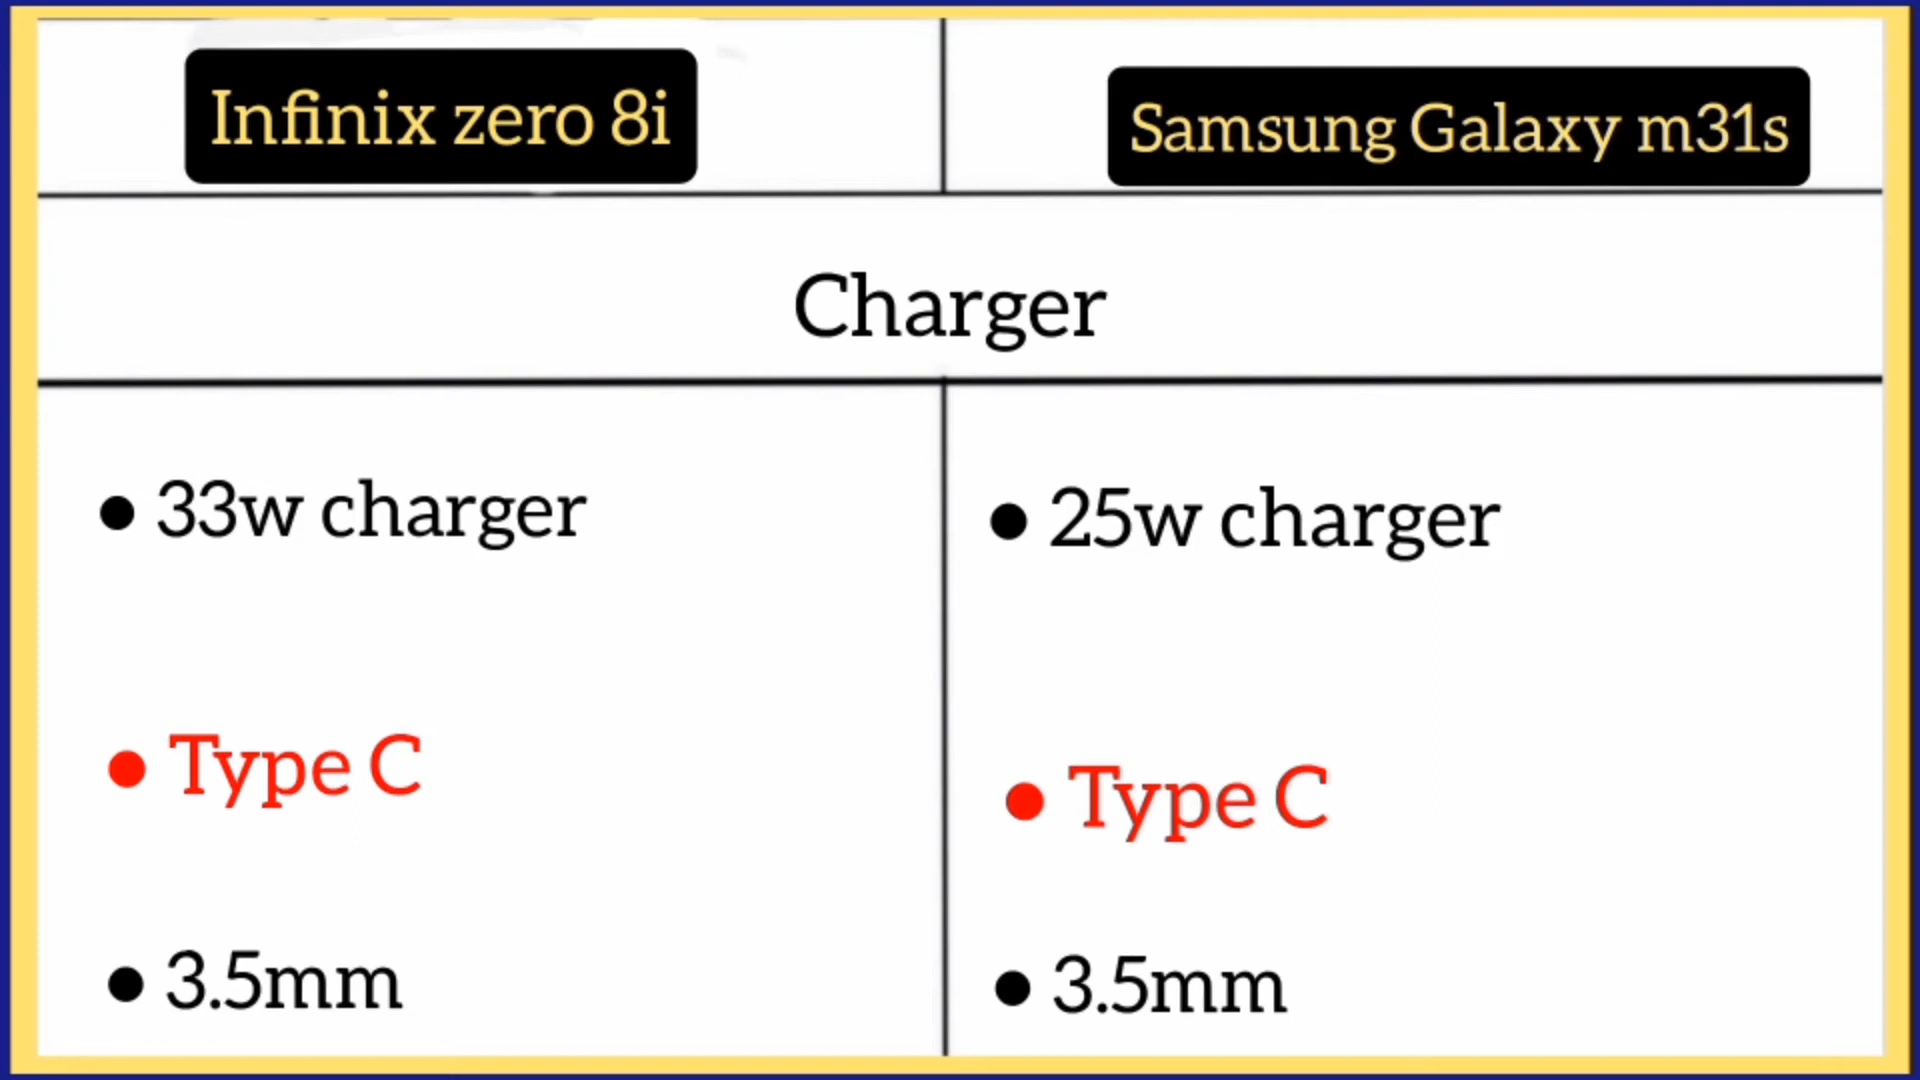 Infinix zero 8i
Samsung Galaxy m31s
Charger
• 33w charger
• 25w charger
• Type C
• Type C
• 3.5mm
• 3.5mm